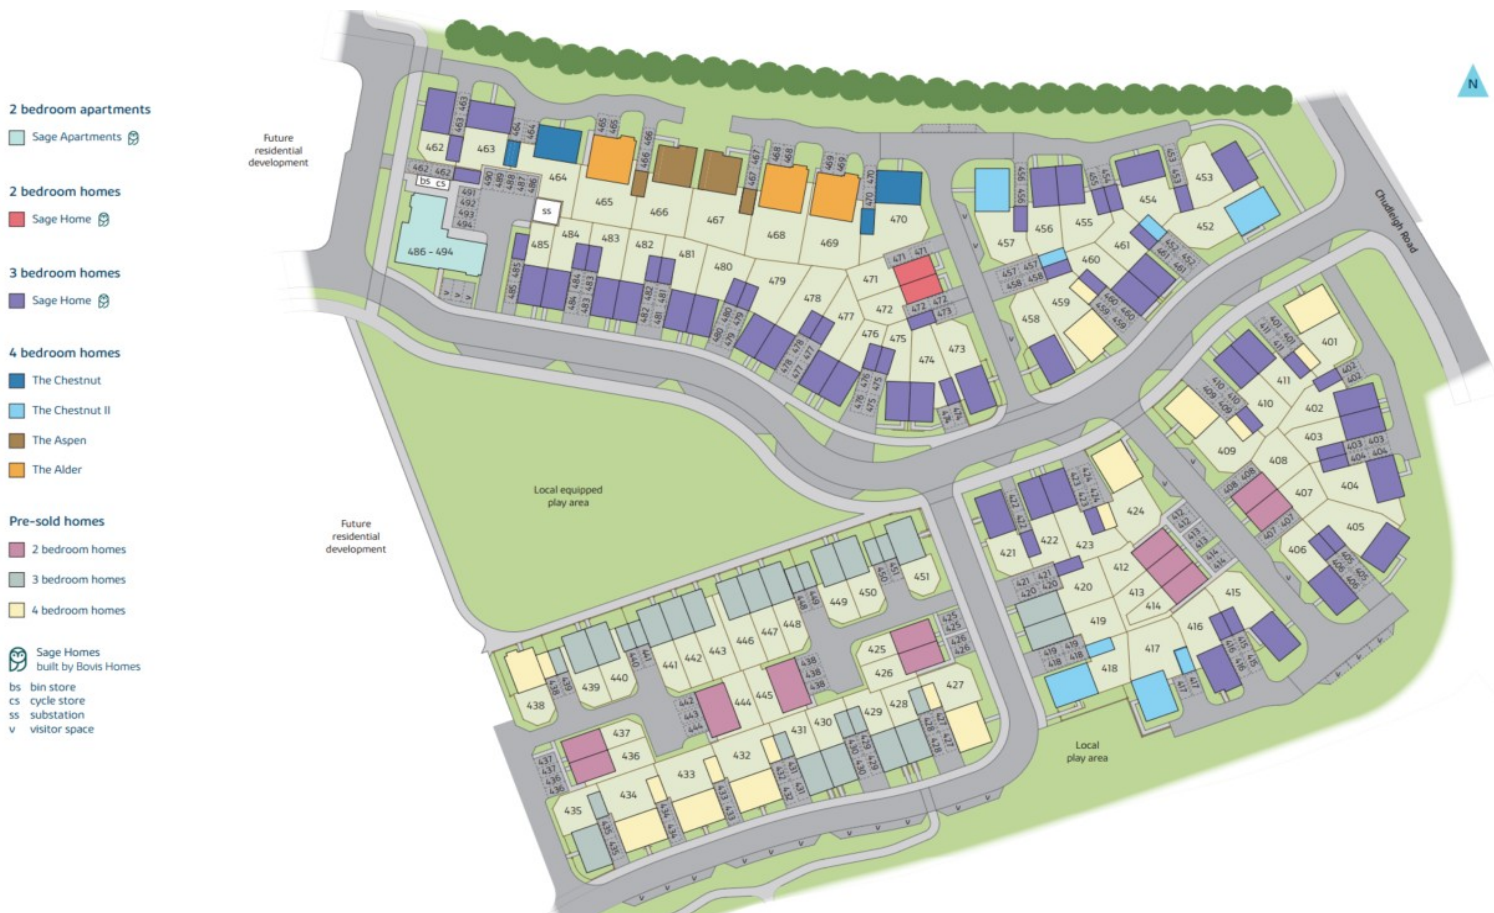 2 bedroom apartments
Sage Apartments
2 bedroom homes
Sage Home
3 bedroom homes
Sage Home
4 bedroom homes
The Chestnut
The Chestnut II
The Aspen
The Alder
Pre-sold homes
2 bedroom homes
3 bedroom homes
4 bedroom homes
Sage Homes
built by Bovis Homes
bs bin store
cs cycle store
ss substation
v visitor space
N
Future
residential
development
Chudleigh Road
Local equipped
play area
Future
residential
development
Local
play area
bs cs
ss
486 - 494
462
463
464
465
466
467
468
469
470
471
472
473
474
475
476
477
478
479
480
481
482
483
484
485
457
456
455
454
453
452
461
460
459
458
401
411
410
402
403
409
408
407
404
405
406
424
423
422
421
420
412
413
414
415
416
417
418
419
451
450
449
448
447
446
443
442
441
440
439
438
445
444
425
426
427
428
429
430
431
432
433
434
435
436
437